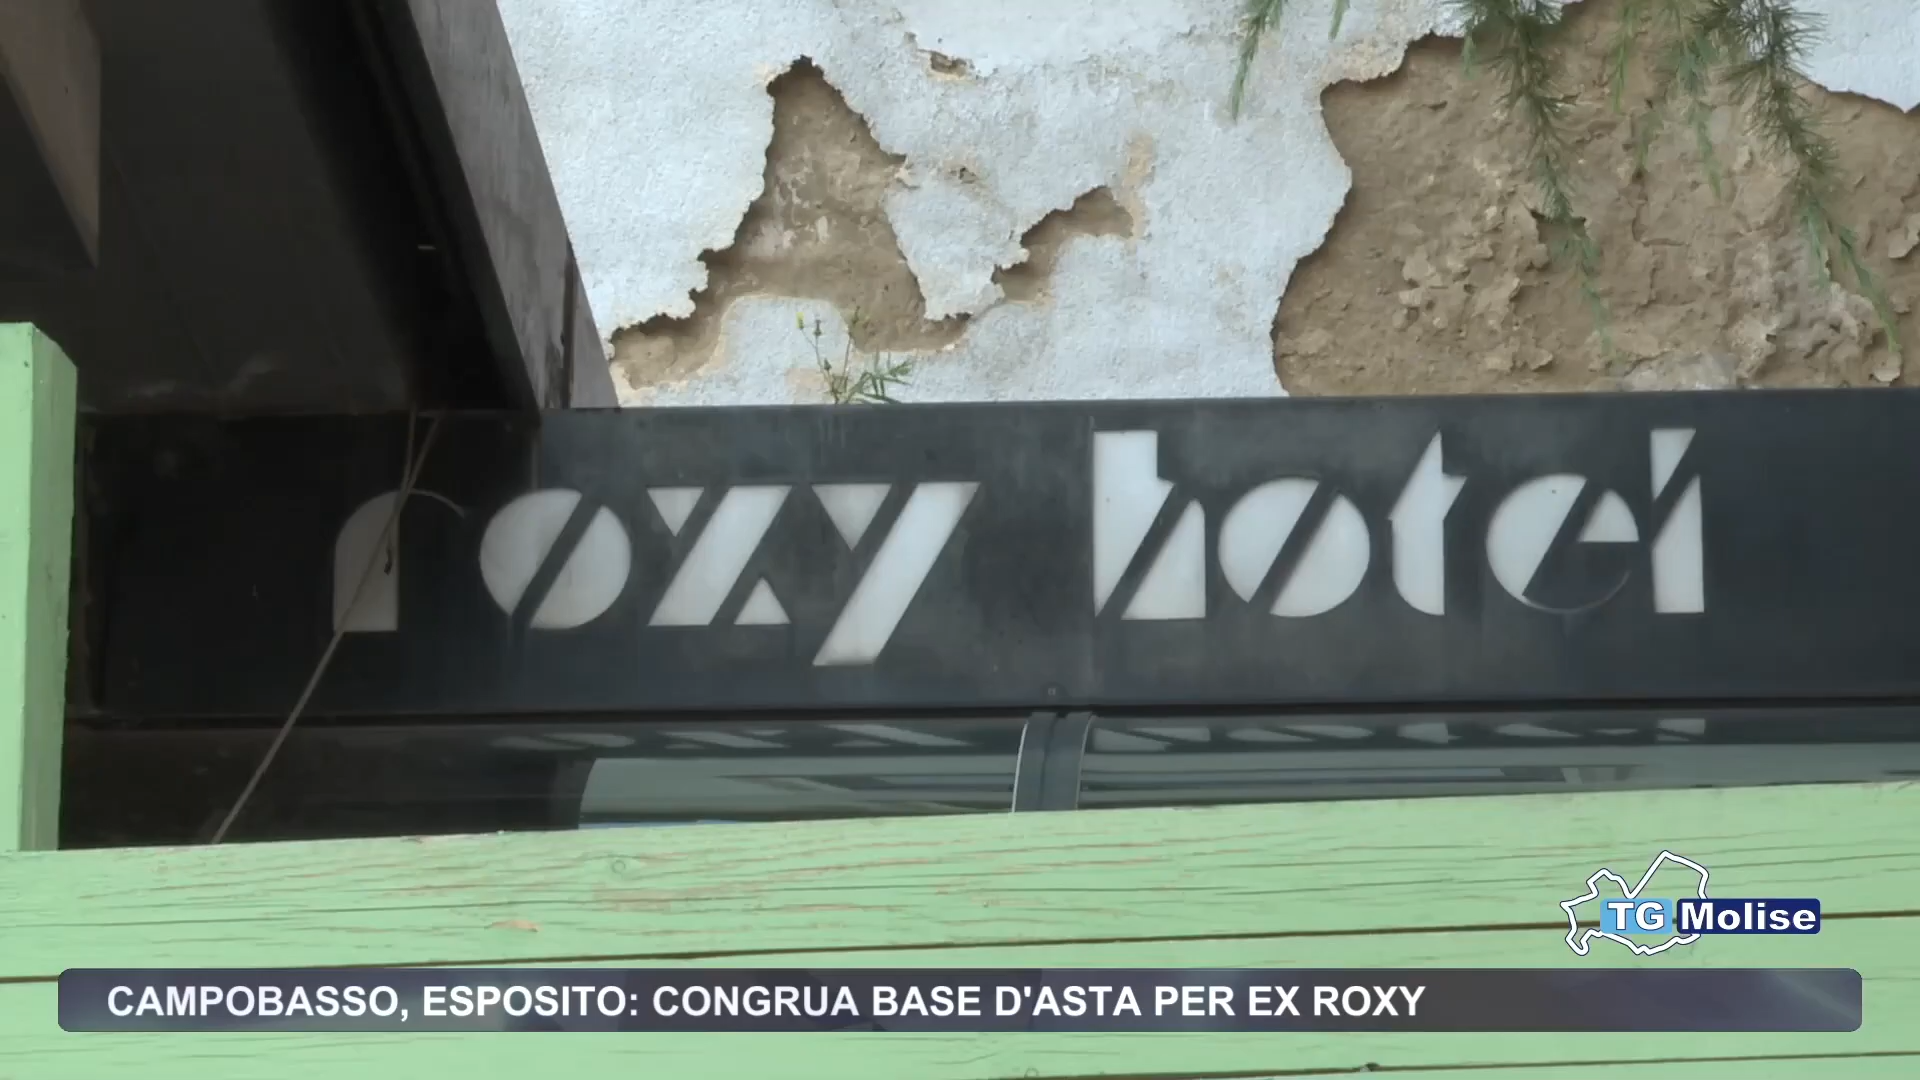 roxy hotel
TG Molise
CAMPOBASSO, ESPOSITO: CONGRUA BASE D'ASTA PER EX ROXY